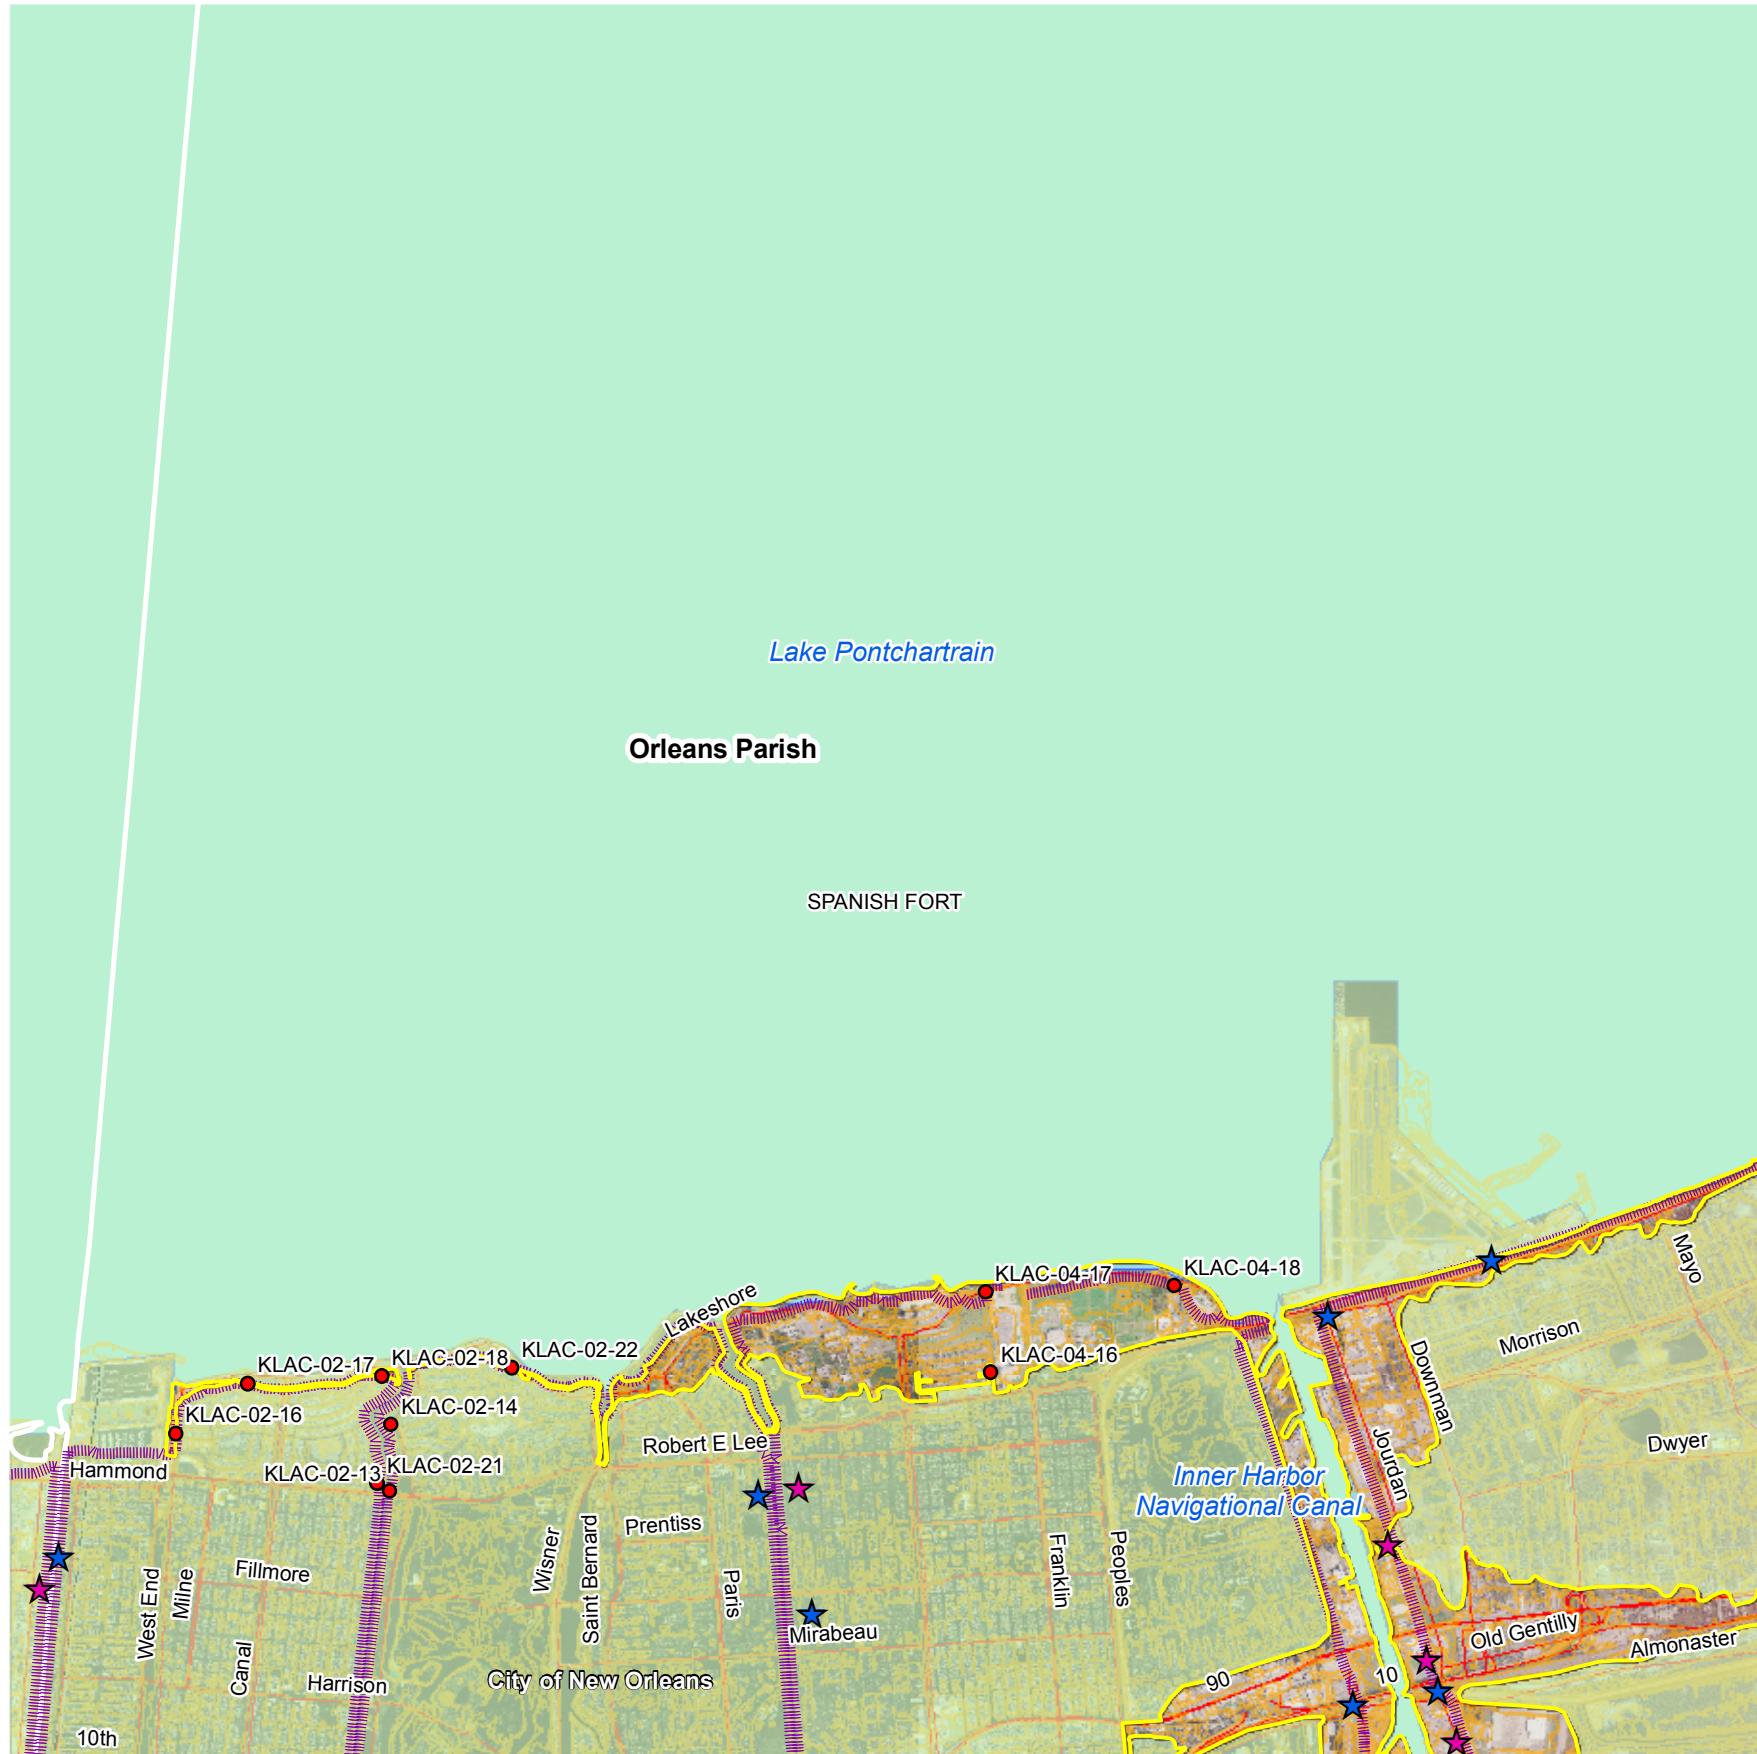 Lake Pontchartrain
Orleans Parish
SPANISH FORT
KLAC-04-17
KLAC-04-18
Mayo
Lakeshore
KLAC-02-22
KLAC-02-18
KLAC-02-17
KLAC-04-16
Morrison
Downman
KLAC-02-14
KLAC-02-16
Robert E Lee
Dwyer
Hammond
KLAC-02-21
KLAC-02-13
Jourdan
Inner Harbor
Navigational Canal
Prentiss
Wisner
Saint Bernard
Franklin
Peoples
Fillmore
West End
Milne
Paris
Mirabeau
Old Gentilly
Almonaster
Canal
Harrison
City of New Orleans
90
10
10th